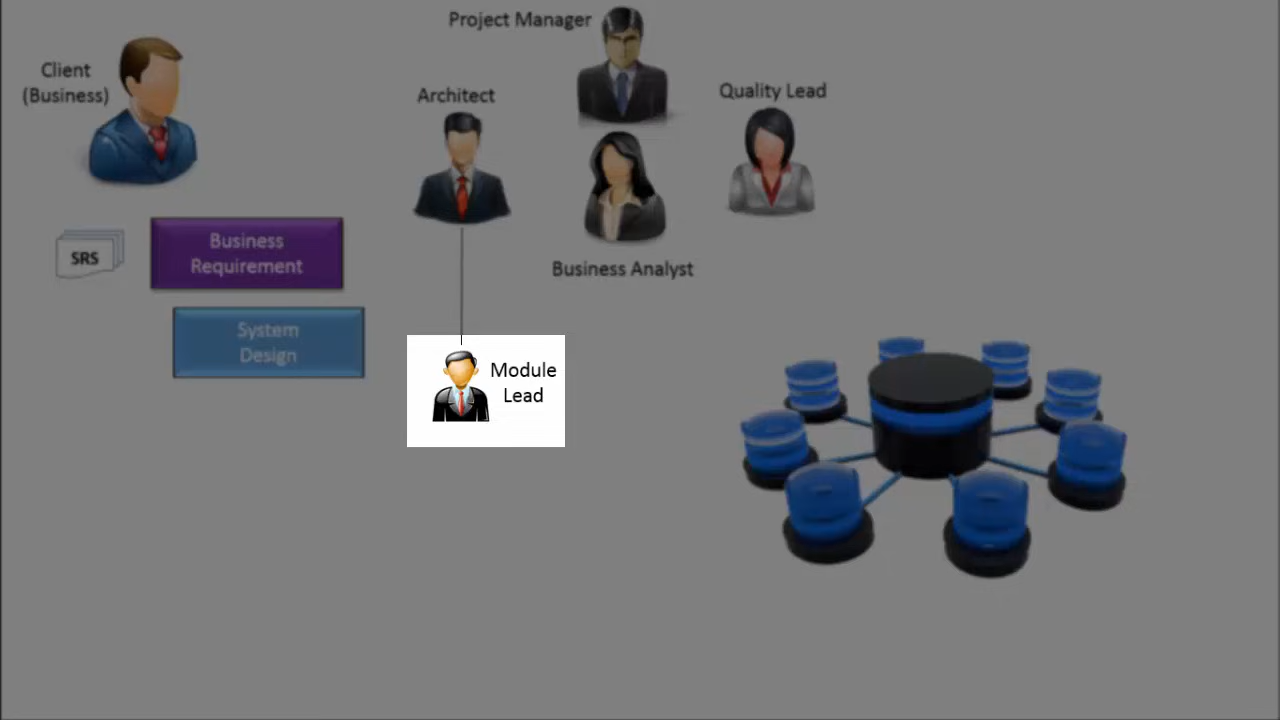 Project Manager
Client
(Business)
Architect
Quality Lead
SRS
Business
Requirement
Business Analyst
System
Design
Module
Lead